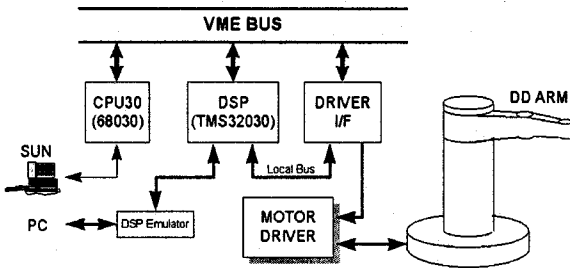 VME BUS
CPU30
(68030)
DSP
(TMS32030)
DRIVER
I/F
DD ARM
SUN
Local Bus
PC
DSP Emulator
MOTOR
DRIVER